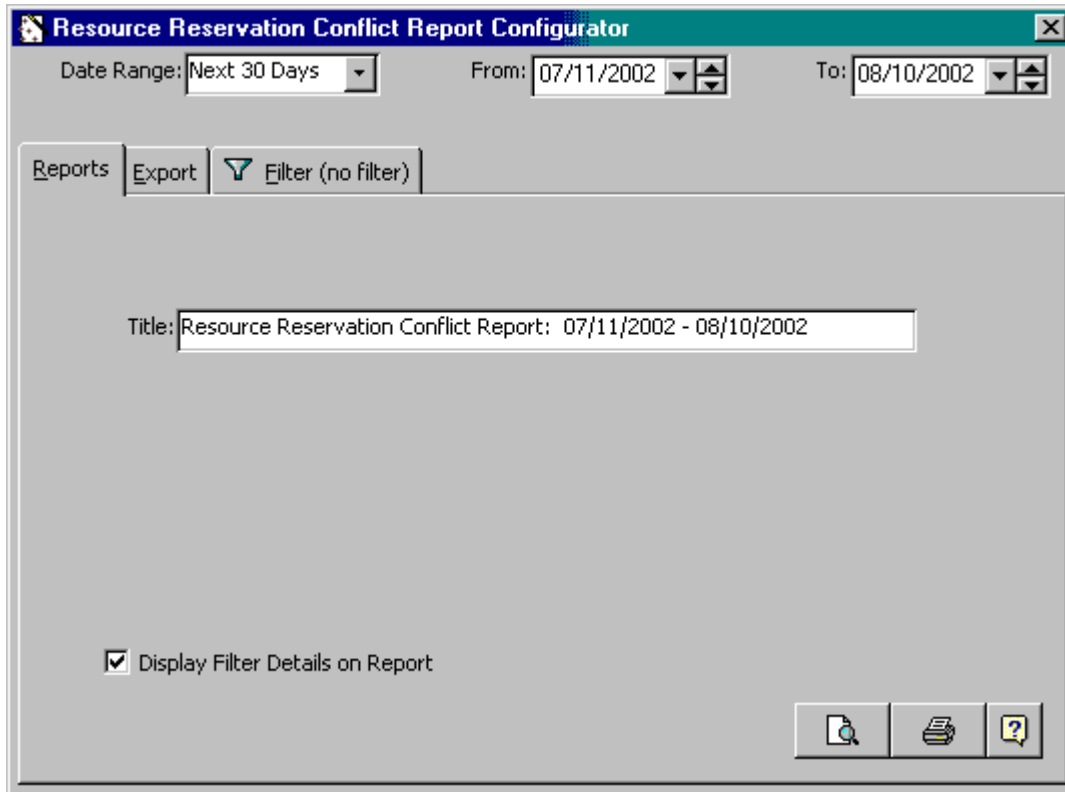 Resource Reservation Conflict Report Configurator
Date Range: Next 30 Days From: 07/11/2002 To: 08/10/2002
Reports Export Filter (no filter)
Title: Resource Reservation Conflict Report:  07/11/2002 - 08/10/2002
Display Filter Details on Report